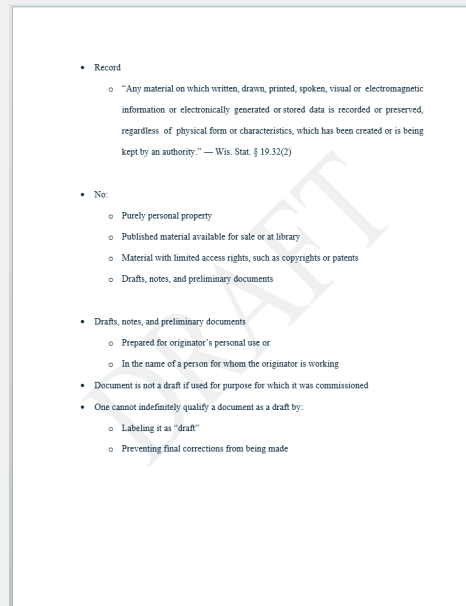 • Record
o "Any material on which written, drawn, printed, spoken, visual or electromagnetic
information or electronically generated or stored data is recorded or preserved,
regardless of physical form or characteristics, which has been created or is being
kept by an authority." — Wis. Stat. § 19.32(2)
• No:
o Purely personal property
o Published material available for sale or at library
o Material with limited access rights, such as copyrights or patents
o Drafts, notes, and preliminary documents
• Drafts, notes, and preliminary documents
o Prepared for originator's personal use or
o In the name of a person for whom the originator is working
• Document is not a draft if used for purpose for which it was commissioned
• One cannot indefinitely qualify a document as a draft by:
o Labeling it as "draft"
o Preventing final corrections from being made
DRAFT